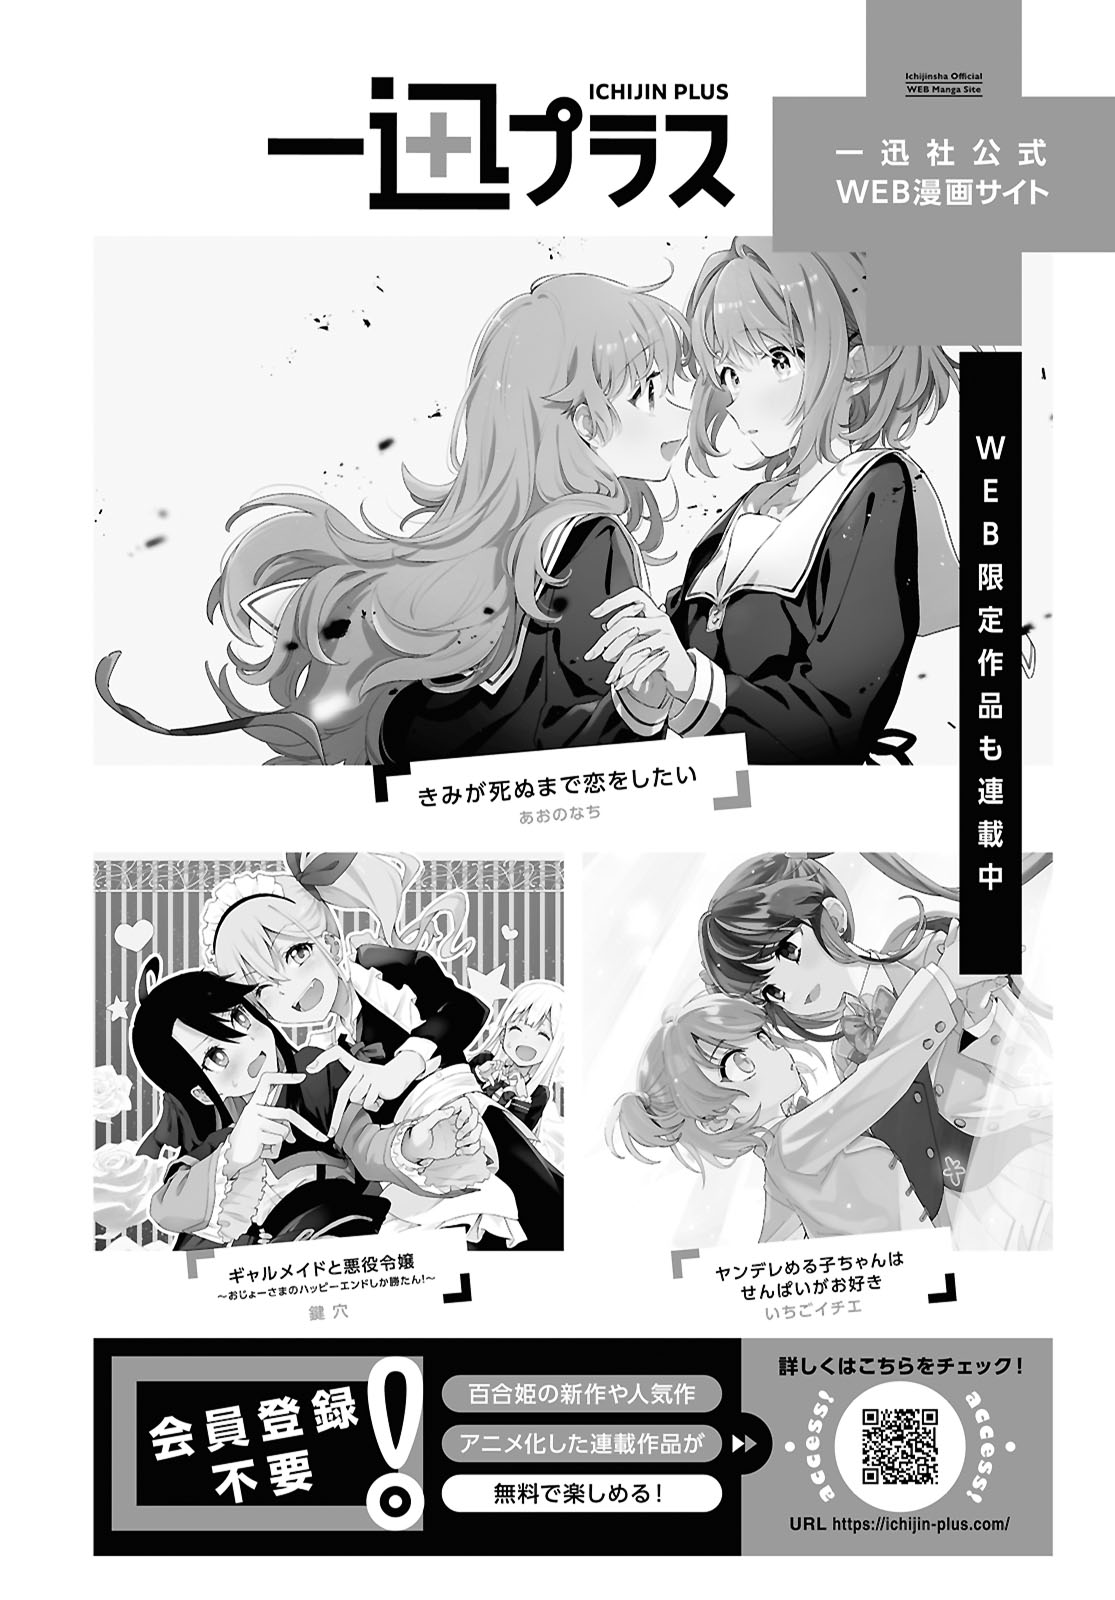 ICHIJIN PLUS
一迅プラス
Ichijinsha Official
WEB Manga Site
一迅社公式
WEB漫画サイト
WEB限定作品も連載中
きみが死ぬまで恋をしたい
あおのなち
ギャルメイドと悪役令嬢
～おじょーさまのハッピーエンドしか勝たん!～
鍵穴
ヤンデレめる子ちゃんは
せんぱいがお好き
いちごイチエ
会員登録
不要
!
百合姫の新作や人気作
アニメ化した連載作品が
無料で楽しめる!
詳しくはこちらをチェック!
access!
access!
URL https://ichijin-plus.com/